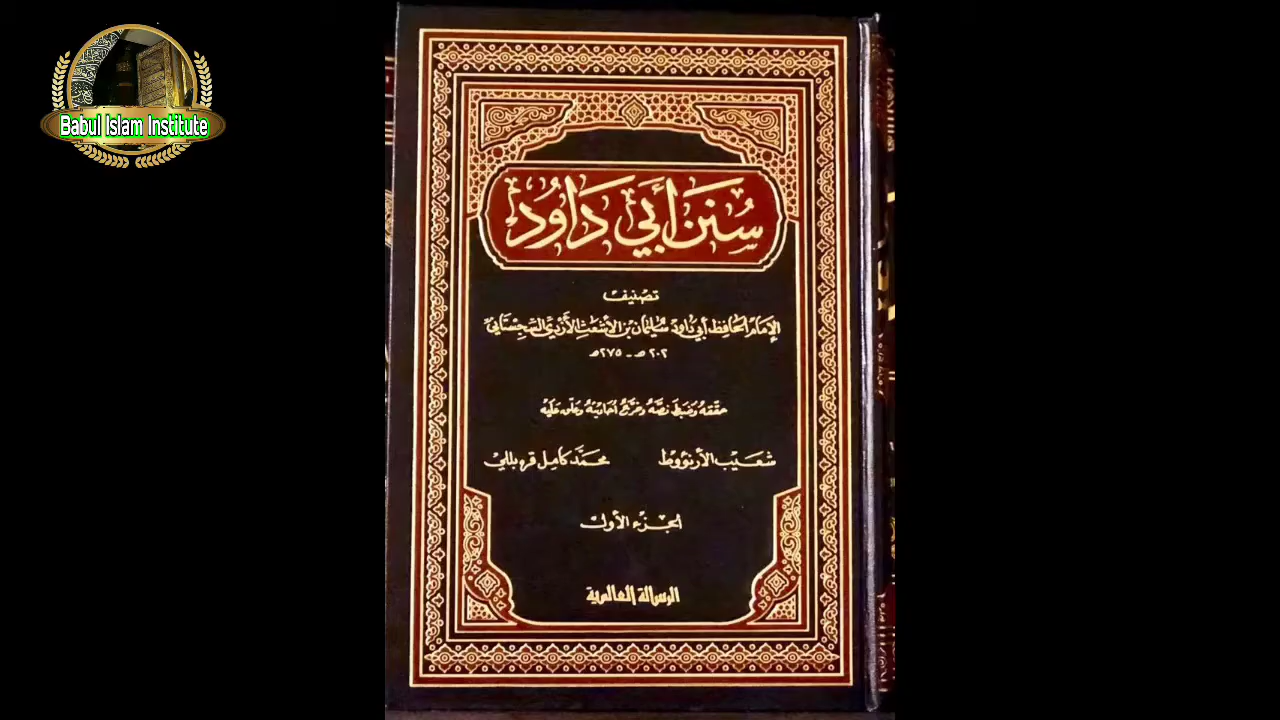 Babul Islam Institute
سُنَن أَبِي دَاوُد
تصنيف
الإمام الحافظ أبي داود سليمان بن الأشعث الأزدي السجستاني
٢٠٢ هـ - ٢٧٥ هـ
حققه وضبط نصه وخرج أحاديثه وعلق عليه
شعيب الأرنؤوط محمد كامل قره بللي
الجزء الأول
الرسالة العالمية